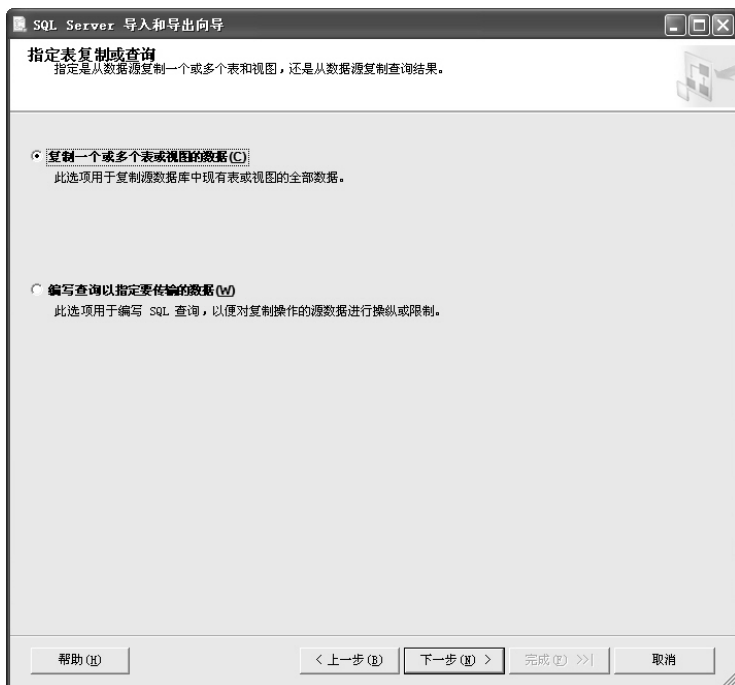 SQL Server 导入和导出向导
指定表复制或查询
指定是从数据源复制一个或多个表和视图，还是从数据源复制查询结果。
复制一个或多个表或视图的数据(C)
此选项用于复制源数据库中现有表或视图的全部数据。
编写查询以指定要传输的数据(W)
此选项用于编写 SQL 查询，以便对复制操作的源数据进行操纵或限制。
帮助(H)
< 上一步(B)
下一步(N) >
完成(F) >>|
取消